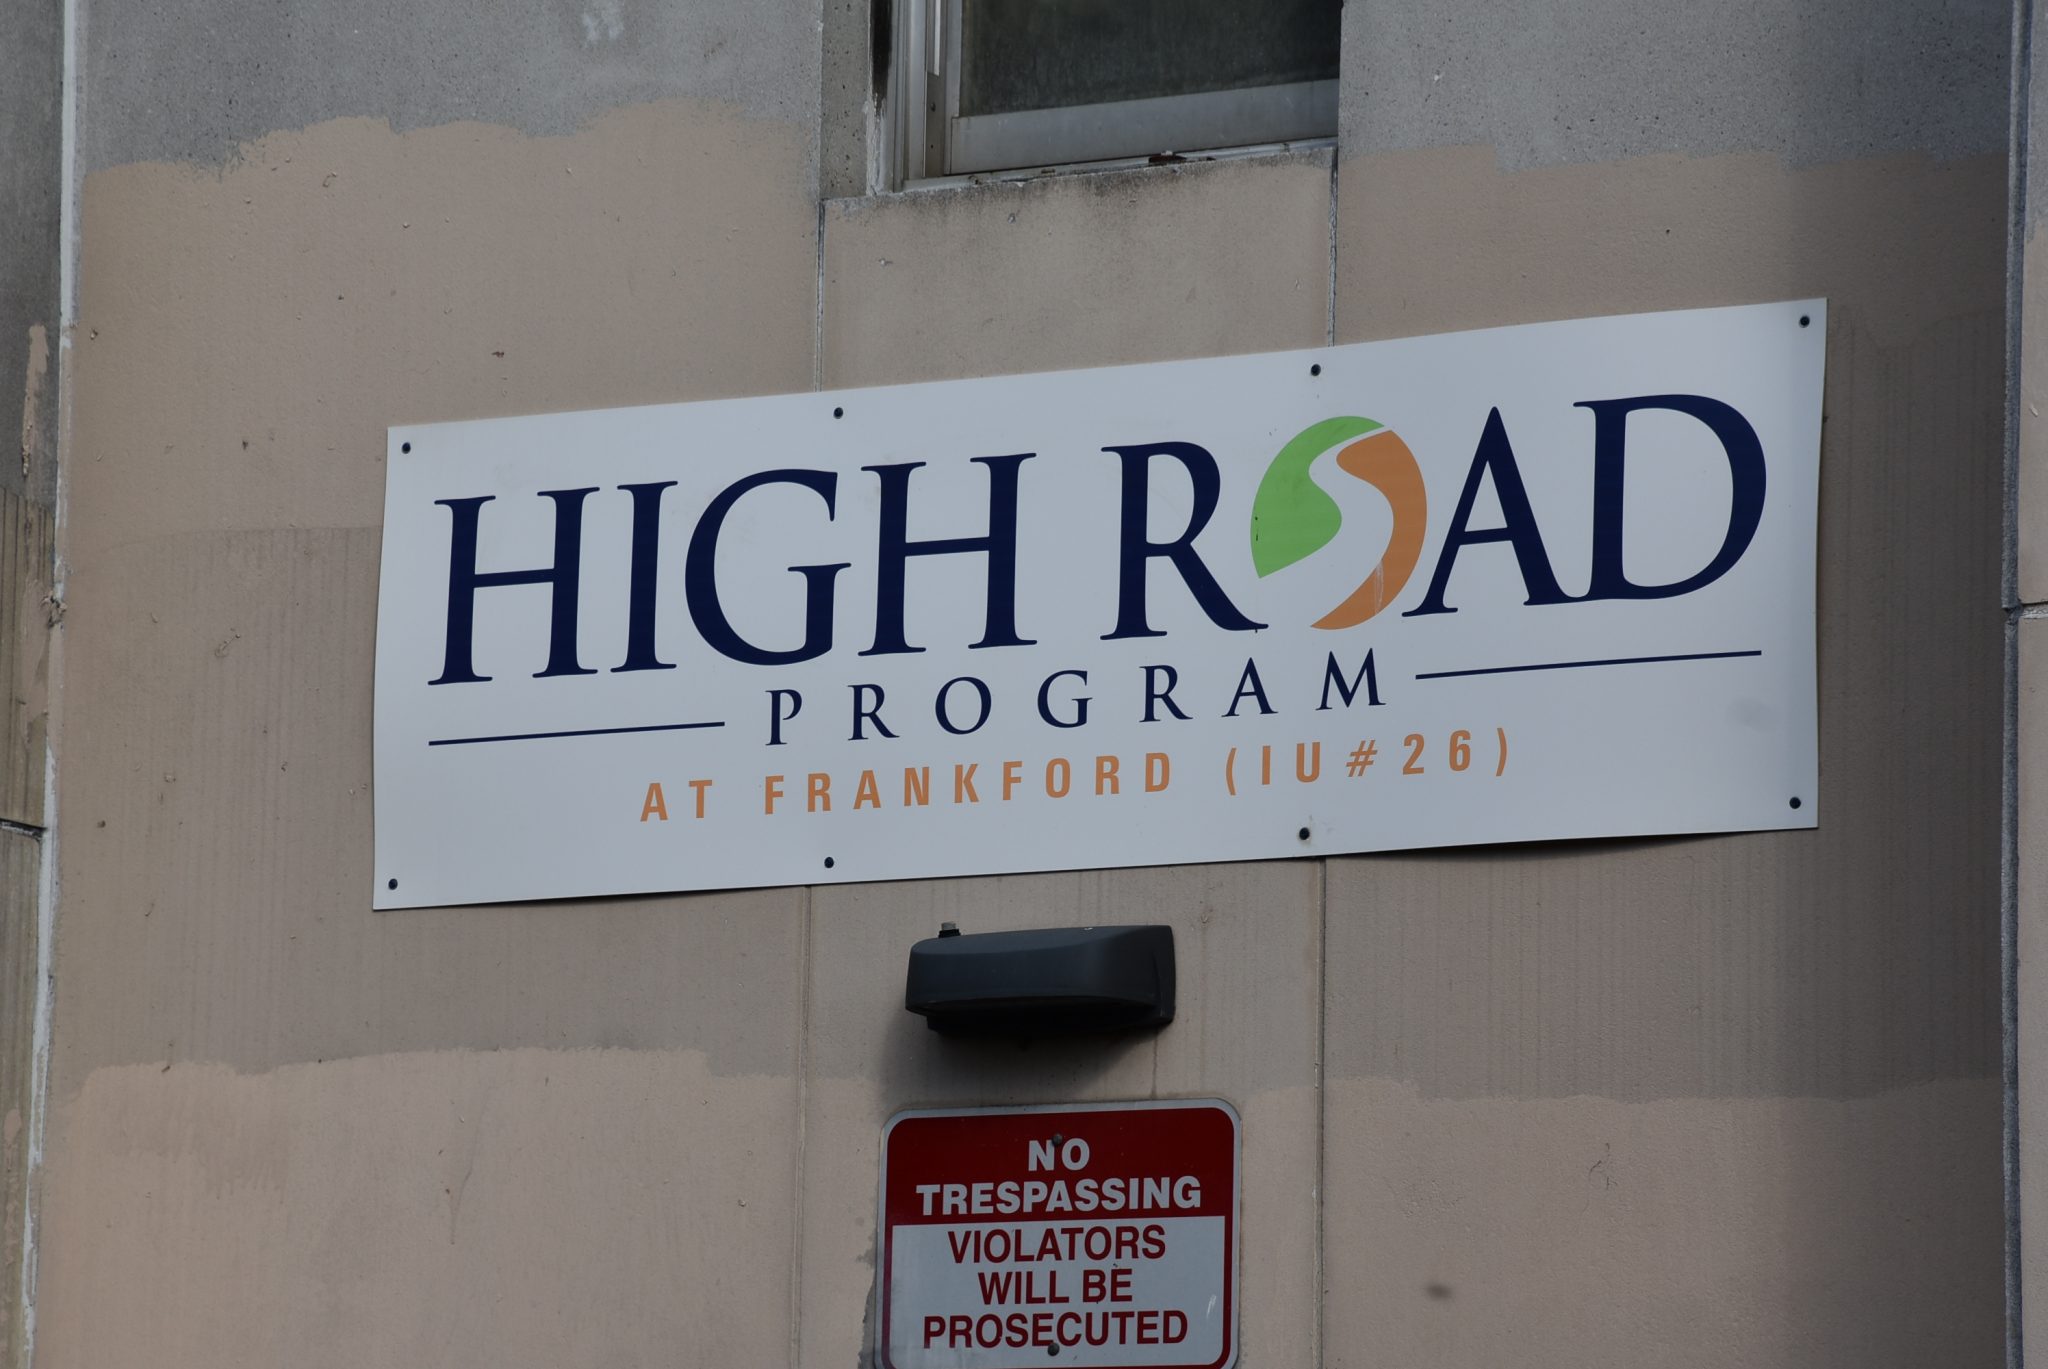 HIGH ROAD
PROGRAM
AT FRANKFORD (IU#26)
NO
TRESPASSING
VIOLATORS
WILL BE
PROSECUTED